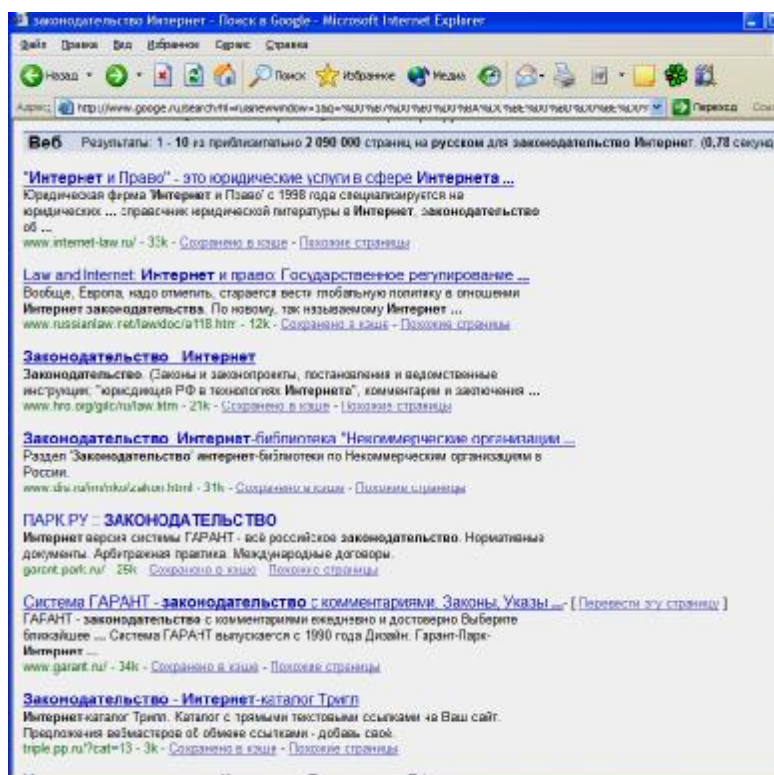 законодательство Интернет - Поиск в Google - Microsoft Internet Explorer
Файл Правка Вид Избранное Сервис Справка
Назад Поиск Избранное Медиа
Адрес: Переход
Веб Результаты: 1 - 10 из приблизительно 2 090 000 страниц на русском для законодательство Интернет. (0,78 секунд
"Интернет и Право" - это юридические услуги в сфере Интернета ...
Юридическая фирма 'Интернет и Право' с 1998 года специализируется на
юридических ... справочник юридической литературы в Интернет, законодательство
об ...
www.internet-law.ru/ - 33k - Сохранено в кэше - Похожие страницы
Law and Internet: Интернет и право: Государственное регулирование ...
Вообще, Европа, надо отметить, старается вести глобальную политику в отношении
Интернет законодательства. По новому, так называемому Интернет ...
www.russianlaw.net/law/doc/a118.htm - 12k - Сохранено в кэше - Похожие страницы
Законодательство Интернет
Законодательство. (Законы и законопроекты, постановления и ведомственные
инструкции; "юрисдикция РФ в технологиях Интернета", комментарии и заключения ...
www.hro.org/gilc/ru/law.htm - 21k - Сохранено в кэше - Похожие страницы
Законодательство Интернет-библиотека "Некоммерческие организации ...
Раздел 'Законодательство' интернет-библиотеки по Некоммерческим организациям в
России.
31k - Сохранено в кэше - Похожие страницы
ПАРК.РУ :: ЗАКОНОДАТЕЛЬСТВО
Интернет версия системы ГАРАНТ - всё российское законодательство. Нормативные
документы. Арбитражная практика. Международные договоры.
garant.park.ru/ 25k Сохранено в кэше Похожие страницы
Система ГАРАНТ - законодательство с комментариями. Законы, Указы ... - [ Перевести эту страницу ]
ГАРАНТ - законодательство с комментариями ежедневно и достоверно Выберите
ближайшее .... Система ГАРАНТ выпускается с 1990 года Дизайн: Гарант-Парк-
Интернет ...
www.garant.ru/ - 34k - Сохранено в кэше - Похожие страницы
Законодательство - Интернет-каталог Трипл
Интернет-каталог Трипл. Каталог с прямыми текстовыми ссылками на Ваш сайт.
Предложения вебмастеров об обмене ссылками - добавь своё.
triple.pp.ru/?cat=13 - 3k - Сохранено в кэше - Похожие страницы